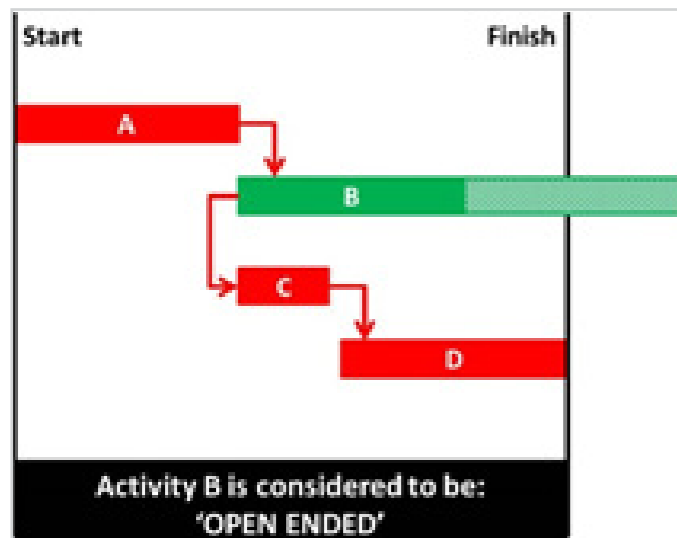 Start
Finish
A
B
C
D
Activity B is considered to be:
'OPEN ENDED'